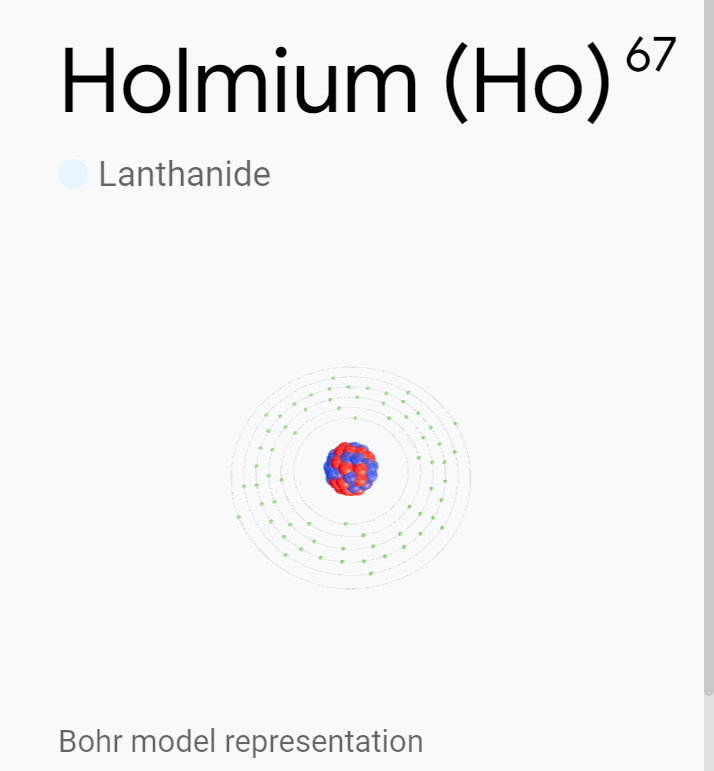 Holmium (Ho)67
Lanthanide
Bohr model representation